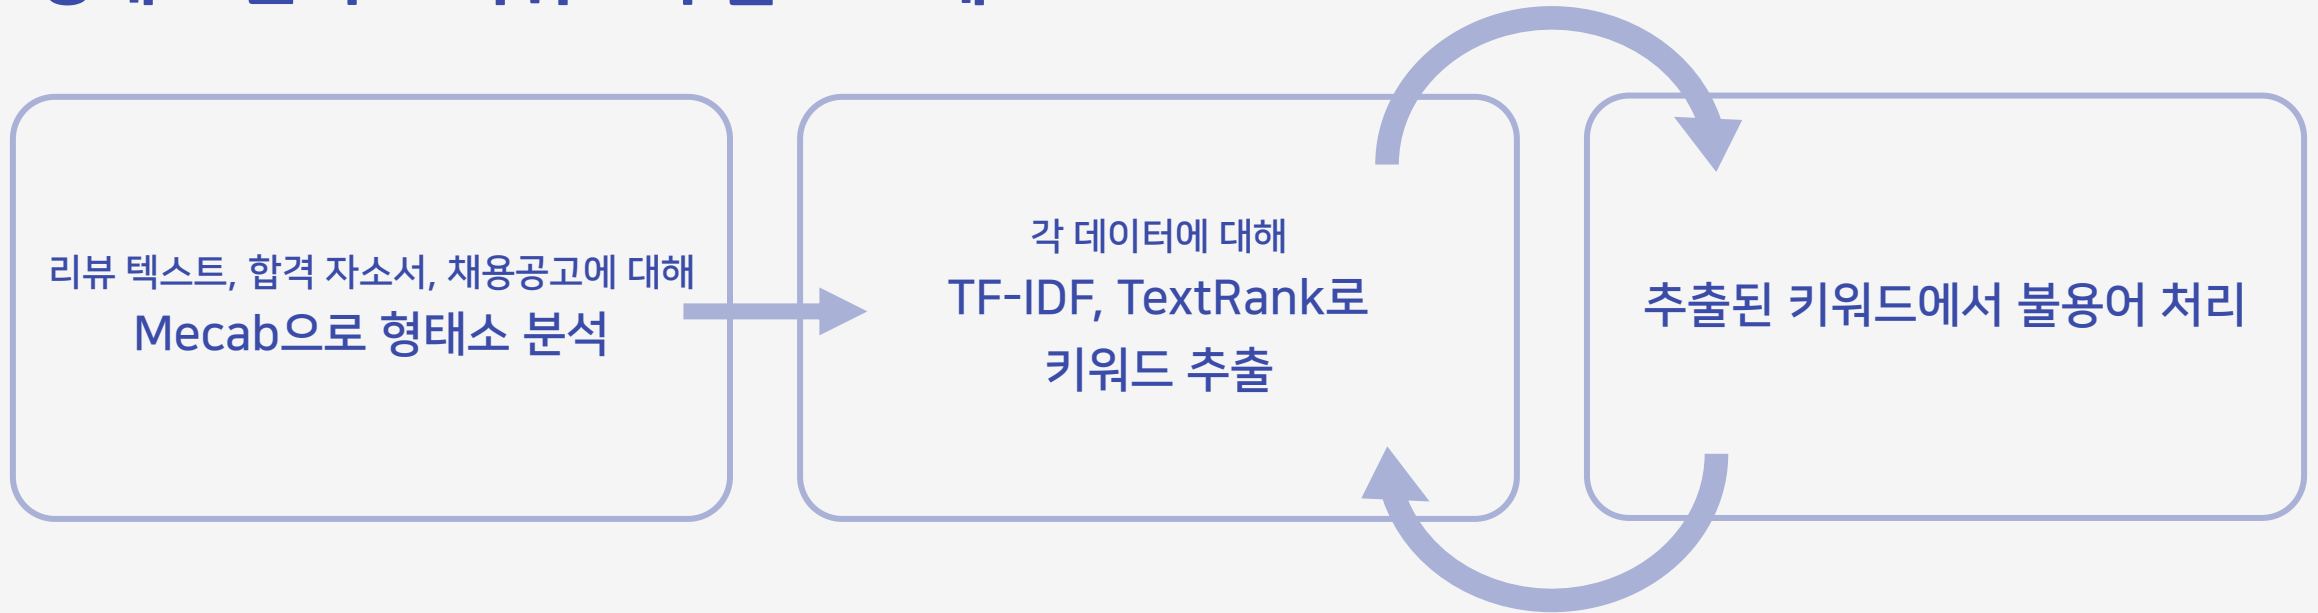 리뷰 텍스트, 합격 자소서, 채용공고에 대해
Mecab으로 형태소 분석
각 데이터에 대해
TF-IDF, TextRank로
키워드 추출
추출된 키워드에서 불용어 처리